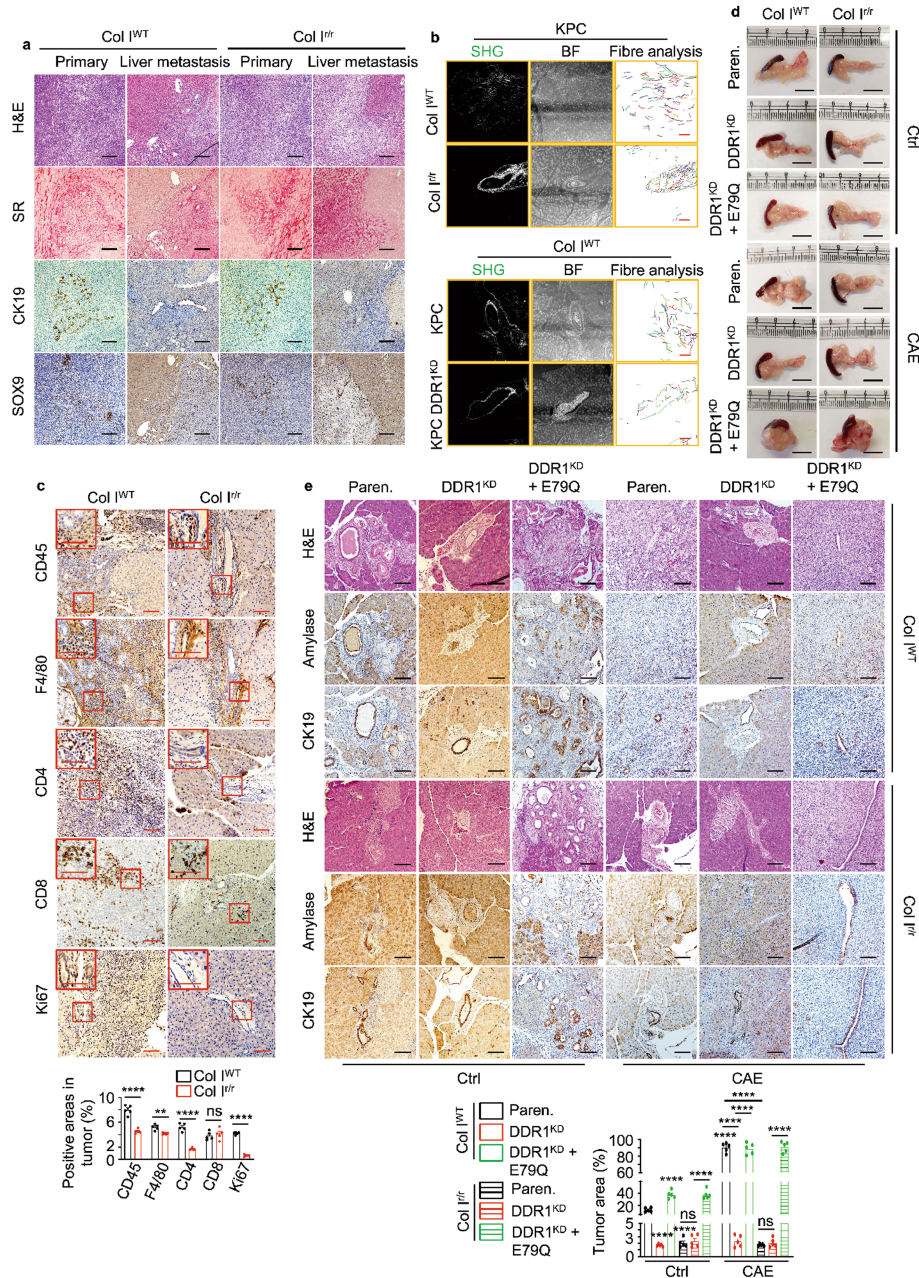 a
Col I^WT Col I^r/r
Primary Liver metastasis Primary Liver metastasis
H&E
SR
CK19
SOX9
b
KPC
SHG BF Fibre analysis
Col I^WT
Col I^r/r
Col I^WT
SHG BF Fibre analysis
KPC
KPC DDR1^KD
c
Col I^WT Col I^r/r
CD45
F4/80
CD4
CD8
Ki67
Col I^WT
Col I^r/r
Positive areas in
tumor (%)
10
8
6
4
2
0
**** ** **** ns ****
CD45 F4/80 CD4 CD8 Ki67
d
Col I^WT Col I^r/r
Paren.
DDR1^KD
DDR1^KD
+ E79Q
Ctrl
Paren.
DDR1^KD
DDR1^KD
+ E79Q
CAE
e
Paren. DDR1^KD DDR1^KD
+ E79Q
Paren. DDR1^KD DDR1^KD
+ E79Q
H&E
Amylase
CK19
Col I^WT
H&E
Amylase
CK19
Col I^r/r
Ctrl CAE
Col I^WT
Paren.
DDR1^KD
DDR1^KD +
E79Q
Col I^r/r
Paren.
DDR1^KD
DDR1^KD +
E79Q
Tumor area (%)
100
80
60
40
20
5
3
2
0
****
****
****
ns
****
****
****
****
****
ns
****
Ctrl CAE